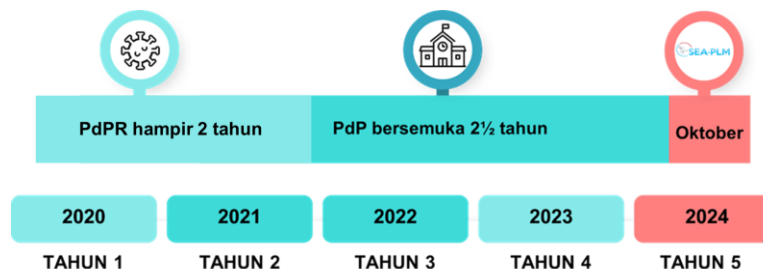 SEA-PLM
PdPR hampir 2 tahun
PdP bersemuka 2½ tahun
Oktober
2020
2021
2022
2023
2024
TAHUN 1
TAHUN 2
TAHUN 3
TAHUN 4
TAHUN 5